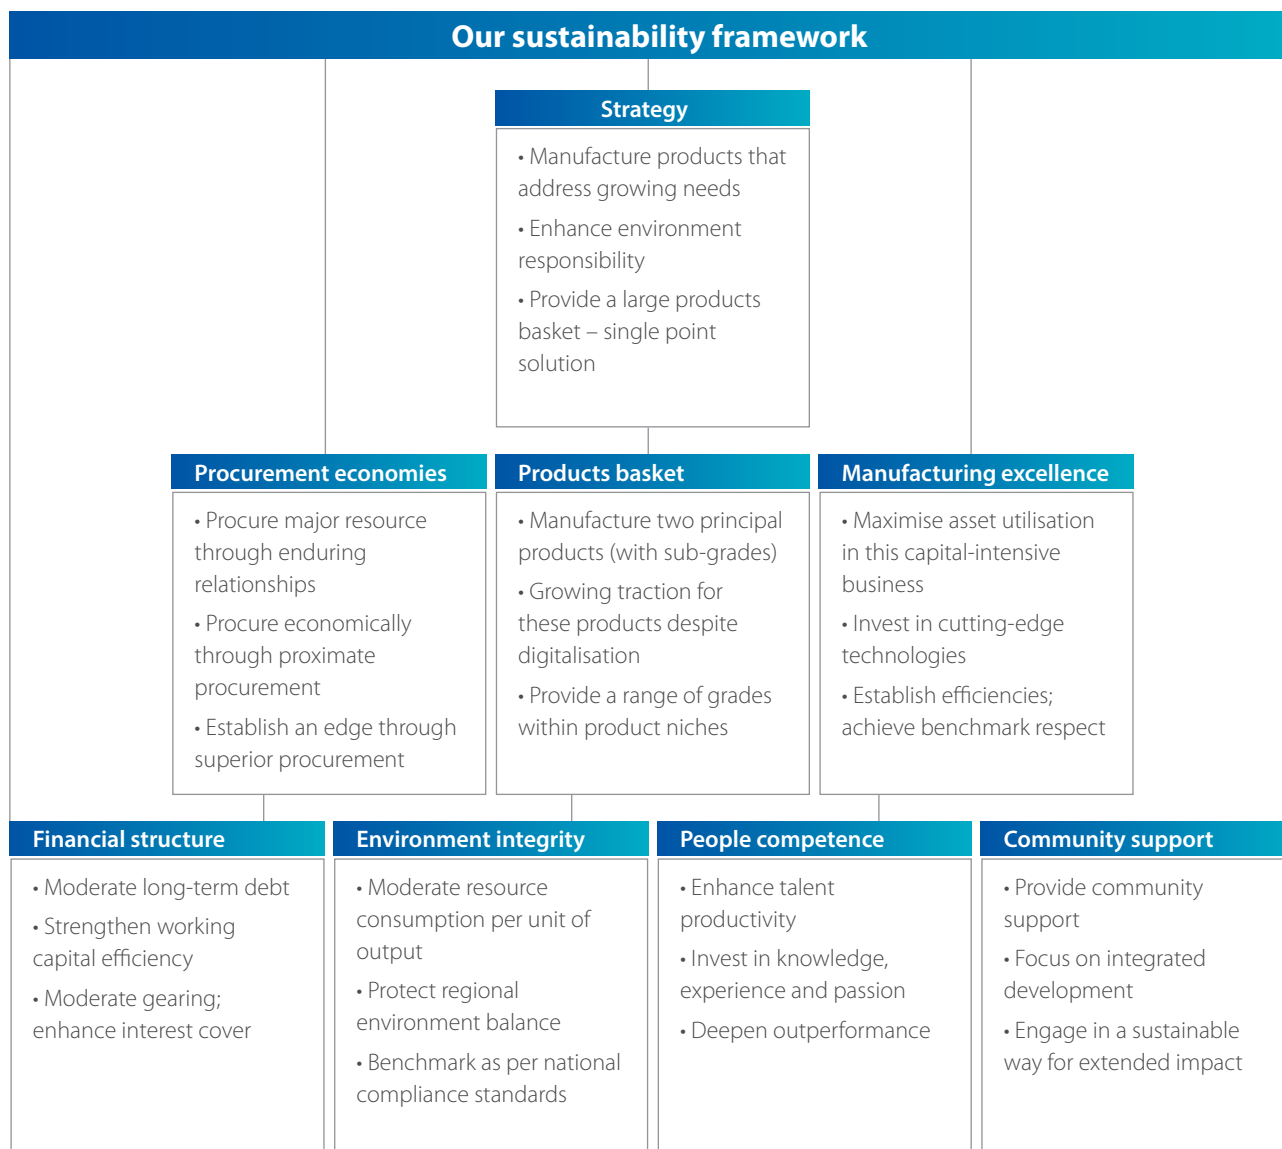 Our sustainability framework
Strategy
• Manufacture products that
address growing needs
• Enhance environment
responsibility
• Provide a large products
basket – single point
solution
Procurement economies
• Procure major resource
through enduring
relationships
• Procure economically
through proximate
procurement
• Establish an edge through
superior procurement
Products basket
• Manufacture two principal
products (with sub-grades)
• Growing traction for
these products despite
digitalisation
• Provide a range of grades
within product niches
Manufacturing excellence
• Maximise asset utilisation
in this capital-intensive
business
• Invest in cutting-edge
technologies
• Establish efficiencies;
achieve benchmark respect
Financial structure
• Moderate long-term debt
• Strengthen working
capital efficiency
• Moderate gearing;
enhance interest cover
Environment integrity
• Moderate resource
consumption per unit of
output
• Protect regional
environment balance
• Benchmark as per national
compliance standards
People competence
• Enhance talent
productivity
• Invest in knowledge,
experience and passion
• Deepen outperformance
Community support
• Provide community
support
• Focus on integrated
development
• Engage in a sustainable
way for extended impact